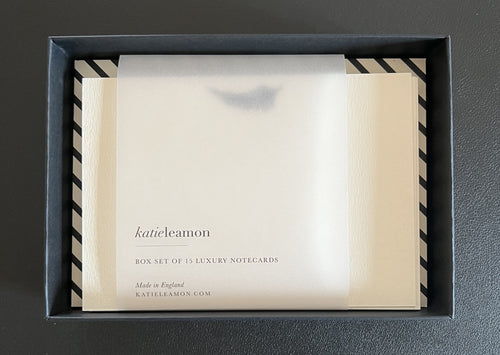 katieleamon
BOX SET OF 15 LUXURY NOTECARDS
Made in England
KATIELEAMON.COM